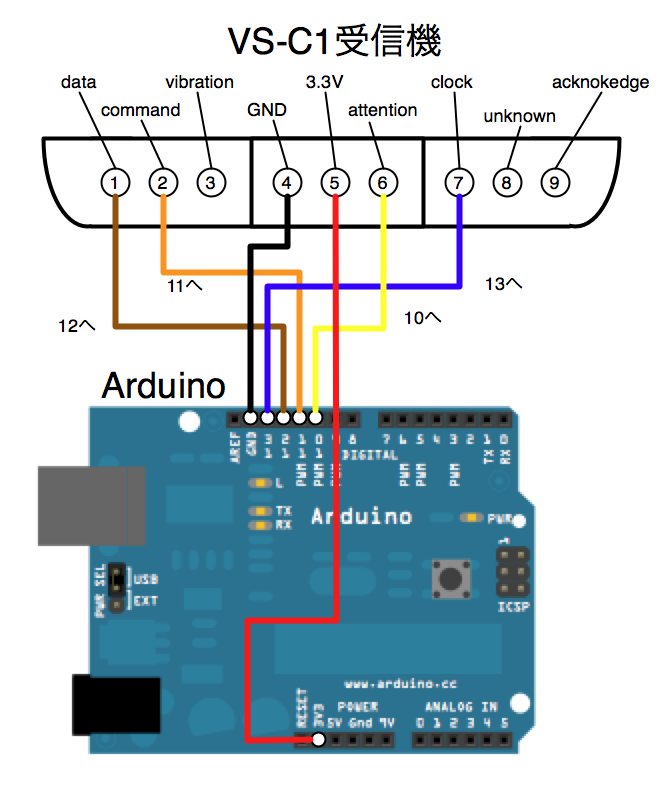 VS-C1受信機
data
vibration
3.3V
clock
acknokedge
command
GND
attention
unknown
1 2 3 4 5 6 7 8 9
11へ
13へ
12へ
10へ
Arduino
AREF
GND
13
12
11
10
9
8
7 6 5 4 3 2 1 0
PWM
PWM
PWM
DIGITAL
PWM
PWM
PWM
TX
RX
L
TX
RX
Arduino
PWR
1
PWR SEL
USB
EXT
ICSP
www.arduino.cc
RESET
3V3
POWER
5V Gnd 9V
ANALOG IN
0 1 2 3 4 5